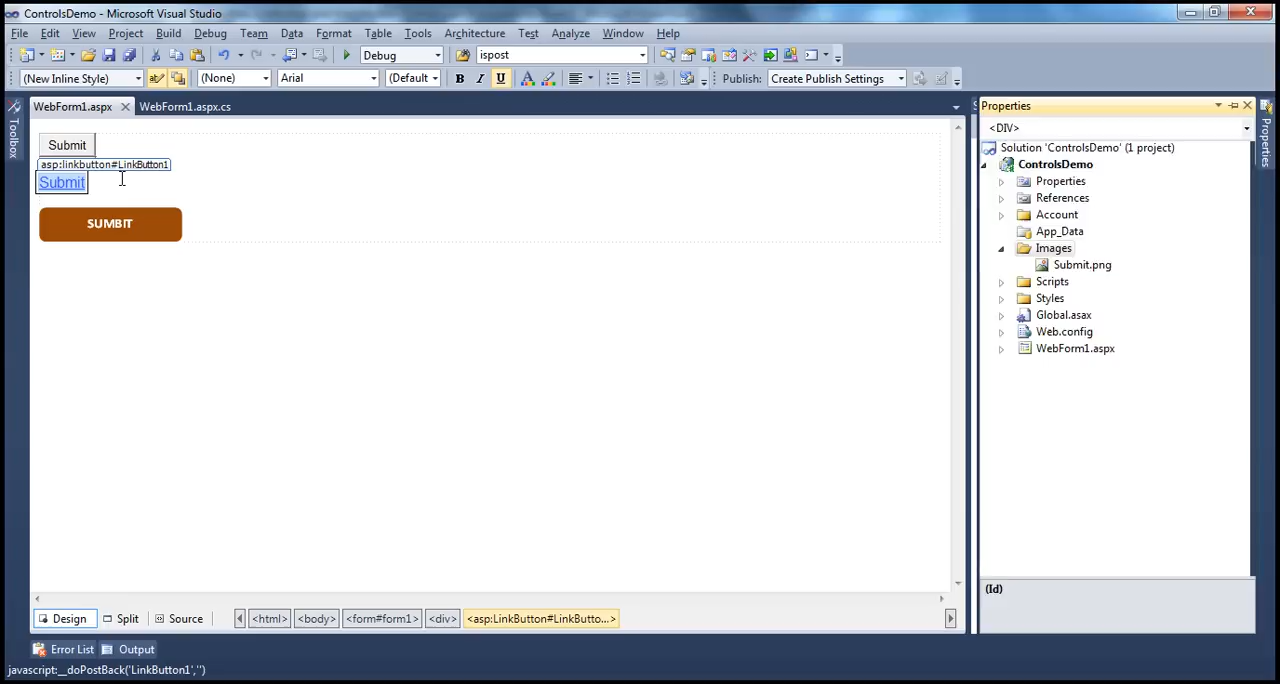 ControlsDemo - Microsoft Visual Studio
File Edit View Project Build Debug Team Data Format Table Tools Architecture Test Analyze Window Help
Debug ispost
(New Inline Style) (None) Arial (Default B I U A Publish: Create Publish Settings
WebForm1.aspx WebForm1.aspx.cs
Toolbox
Submit
asp:linkbutton#LinkButton1
Submit
SUMBIT
Properties
<DIV>
Solution 'ControlsDemo' (1 project)
ControlsDemo
Properties
References
Account
App_Data
Images
Submit.png
Scripts
Styles
Global.asax
Web.config
WebForm1.aspx
(Id)
Properties
Design Split Source <html> <body> <form#form1> <div> <asp:LinkButton#LinkButto...>
Error List Output
javascript:__doPostBack('LinkButton1','')